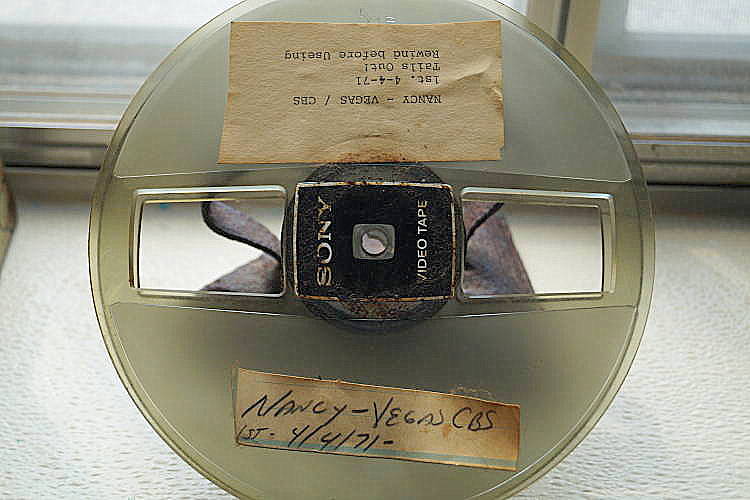 NANCY - VEGAS / CBS
1st. 4-4-71
Tails Out!
Rewind before Useing
SONY
VIDEO TAPE
NANCY-VEGAS CBS
1ST- 4/4/71-